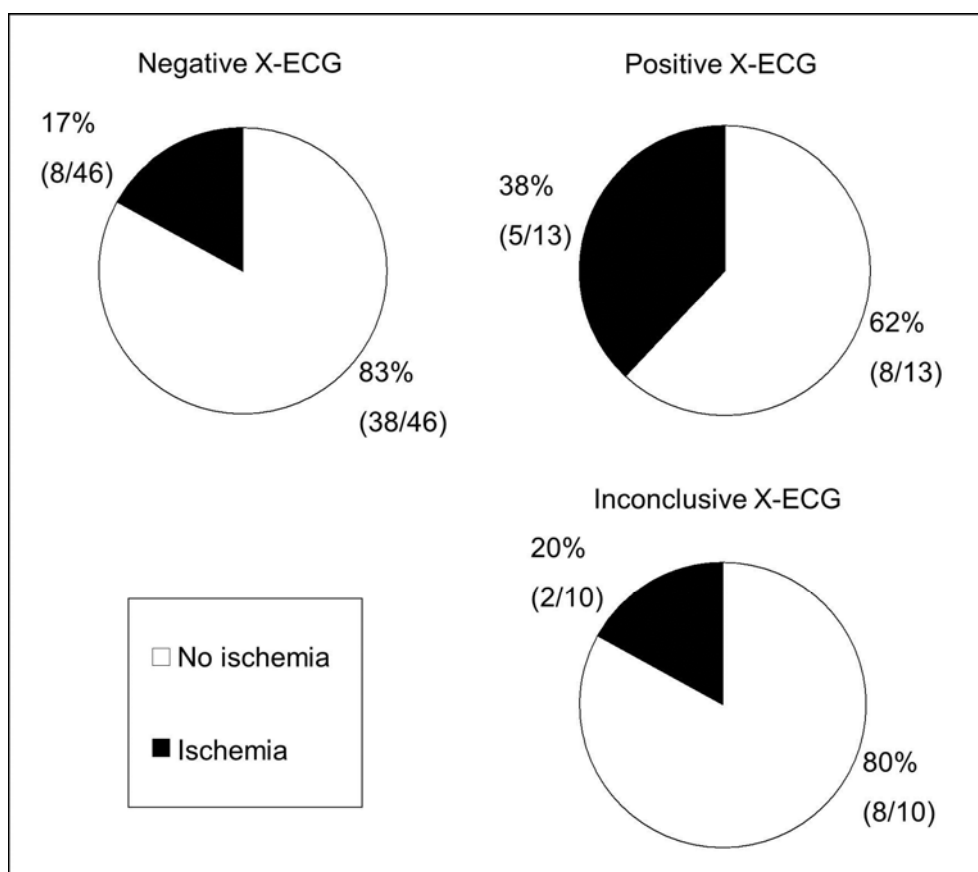 Negative X-ECG
17%
(8/46)
83%
(38/46)
Positive X-ECG
38%
(5/13)
62%
(8/13)
Inconclusive X-ECG
20%
(2/10)
80%
(8/10)
No ischemia
Ischemia